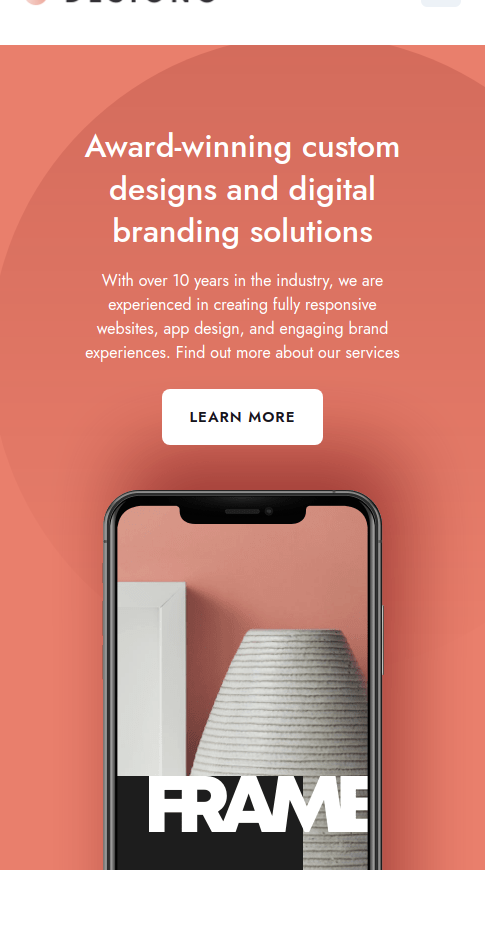 Award-winning custom
designs and digital
branding solutions
With over 10 years in the industry, we are
experienced in creating fully responsive
websites, app design, and engaging brand
experiences. Find out more about our services
LEARN MORE
FRAME